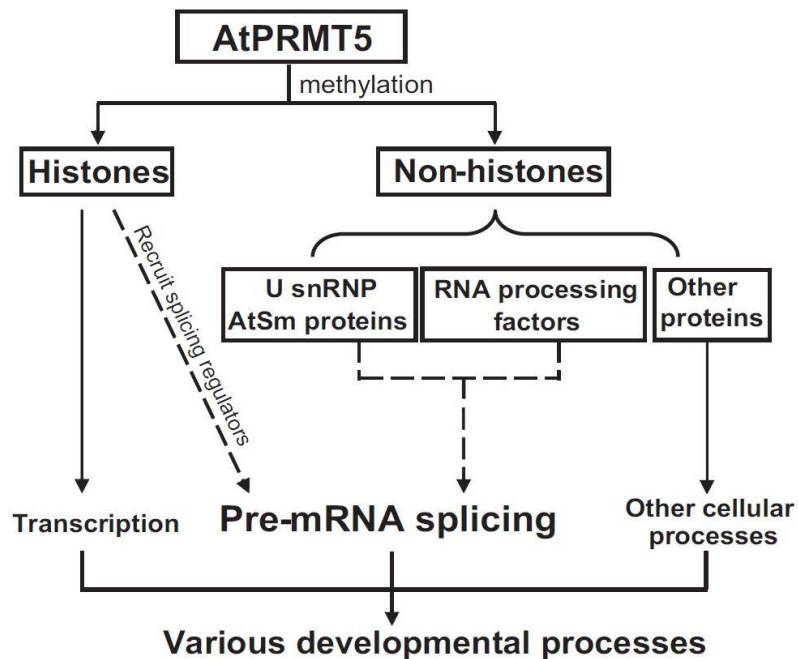 AtPRMT5
methylation
Histones
Non-histones
Recruit splicing regulators
U snRNP
AtSm proteins
RNA processing
factors
Other
proteins
Transcription
Pre-mRNA splicing
Other cellular
processes
Various developmental processes